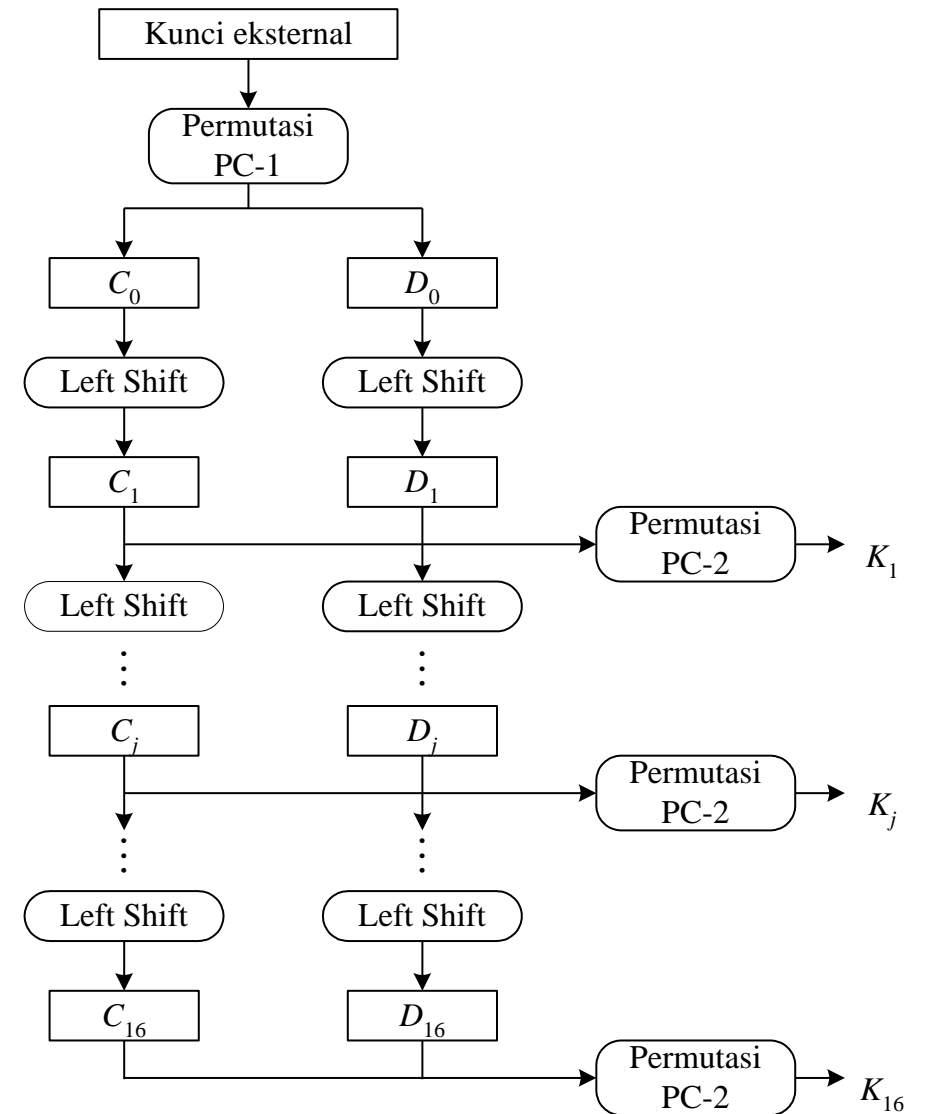 Kunci eksternal
Permutasi
PC-1
C₀ D₀
Left Shift Left Shift
C₁ D₁
Permutasi
PC-2
K₁
Left Shift Left Shift
Cⱼ Dⱼ
Permutasi
PC-2
Kⱼ
Left Shift Left Shift
C₁₆ D₁₆
Permutasi
PC-2
K₁₆